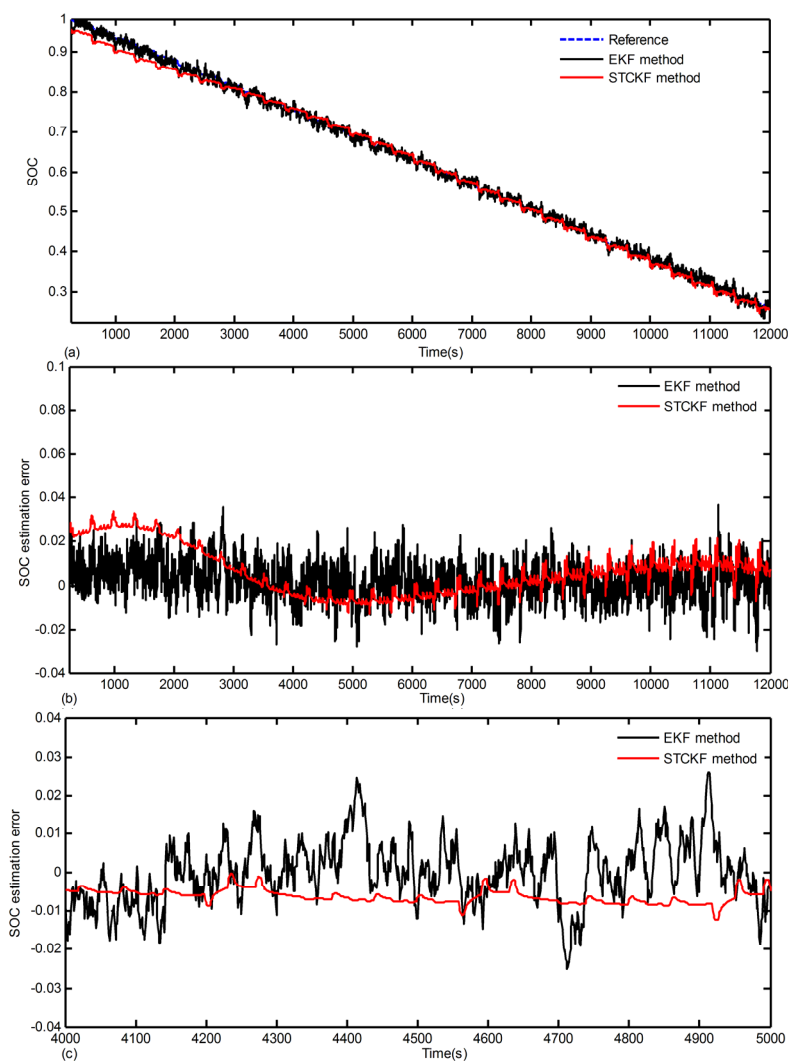 1
0.9
0.8
0.7
0.6
0.5
0.4
0.3
SOC
Reference
EKF method
STCKF method
1000 2000 3000 4000 5000 6000 7000 8000 9000 10000 11000 12000
(a) Time(s)
0.1
0.08
0.06
0.04
0.02
0
-0.02
-0.04
SOC estimation error
EKF method
STCKF method
1000 2000 3000 4000 5000 6000 7000 8000 9000 10000 11000 12000
(b) Time(s)
0.04
0.03
0.02
0.01
0
-0.01
-0.02
-0.03
-0.04
SOC estimation error
EKF method
STCKF method
4000 4100 4200 4300 4400 4500 4600 4700 4800 4900 5000
(c) Time(s)